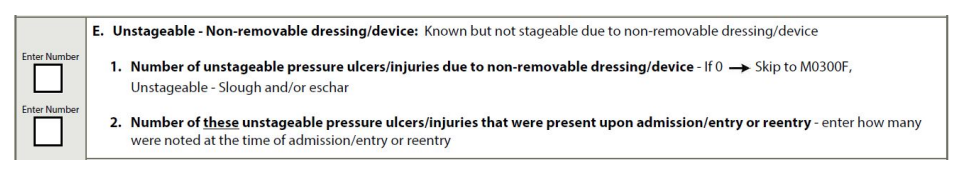 E. Unstageable - Non-removable dressing/device: Known but not stageable due to non-removable dressing/device
Enter Number
1. Number of unstageable pressure ulcers/injuries due to non-removable dressing/device - If 0 → Skip to M0300F,
Unstageable - Slough and/or eschar
Enter Number
2. Number of these unstageable pressure ulcers/injuries that were present upon admission/entry or reentry - enter how many
were noted at the time of admission/entry or reentry